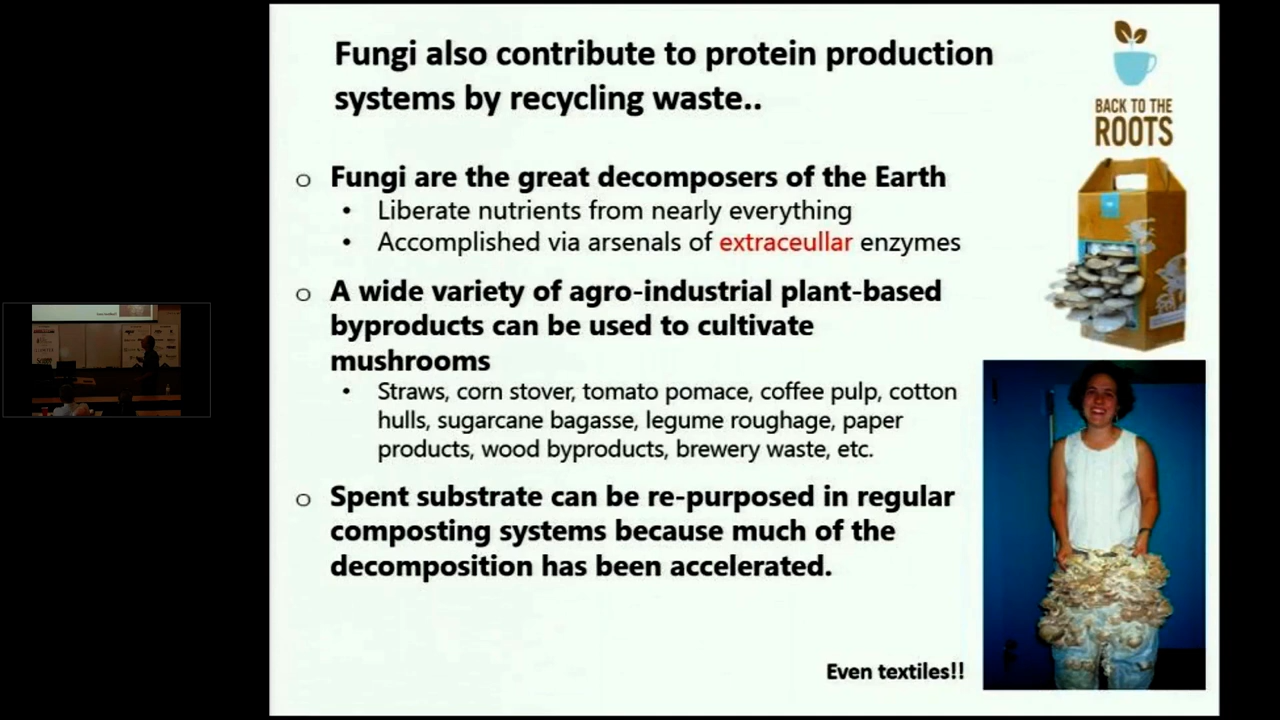 Fungi also contribute to protein production
systems by recycling waste..
BACK TO THE
ROOTS
o Fungi are the great decomposers of the Earth
• Liberate nutrients from nearly everything
• Accomplished via arsenals of extraceullar enzymes
o A wide variety of agro-industrial plant-based
byproducts can be used to cultivate
mushrooms
• Straws, corn stover, tomato pomace, coffee pulp, cotton
hulls, sugarcane bagasse, legume roughage, paper
products, wood byproducts, brewery waste, etc.
o Spent substrate can be re-purposed in regular
composting systems because much of the
decomposition has been accelerated.
Even textiles!!